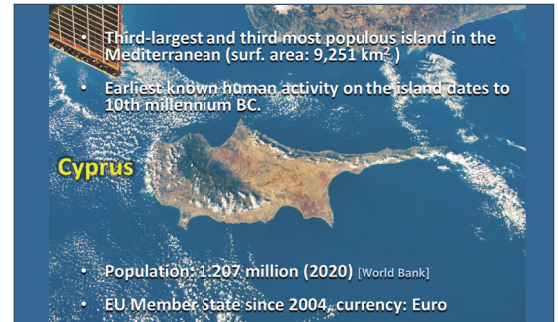 • Third-largest and third most populous island in the
Mediterranean (surf. area: 9,251 km² )
• Earliest known human activity on the island dates to
10th millennium BC.
Cyprus
• Population: 1.207 million (2020) [World Bank]
• EU Member State since 2004, currency: Euro